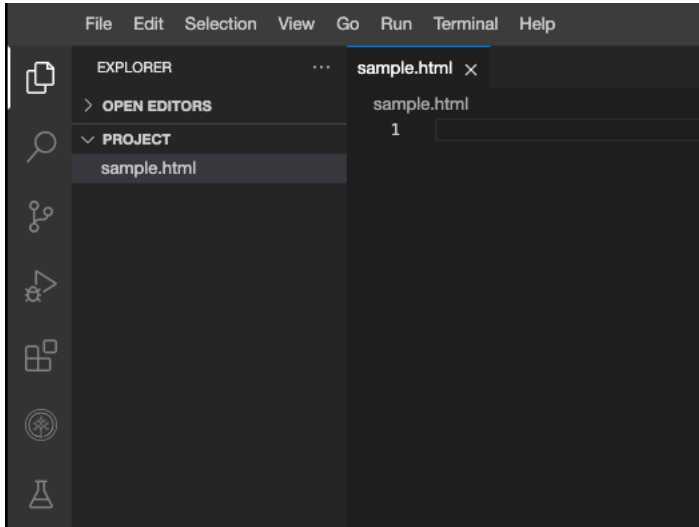 File Edit Selection View Go Run Terminal Help
EXPLORER ...
OPEN EDITORS
PROJECT
sample.html
sample.html ×
sample.html
1